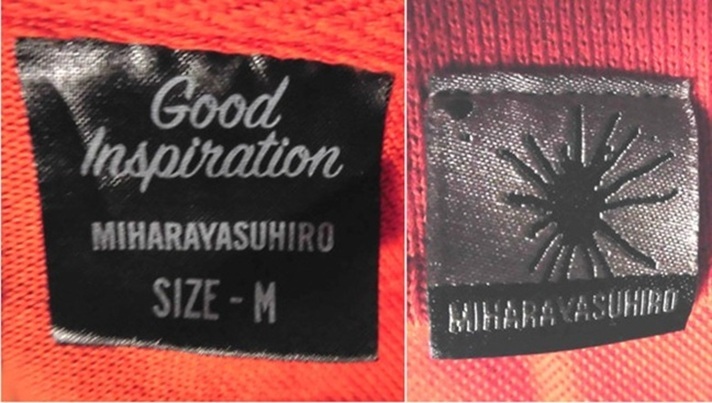 Good
Inspiration
MIHARAYASUHIRO
SIZE - M
MIHARAYASUHIRO